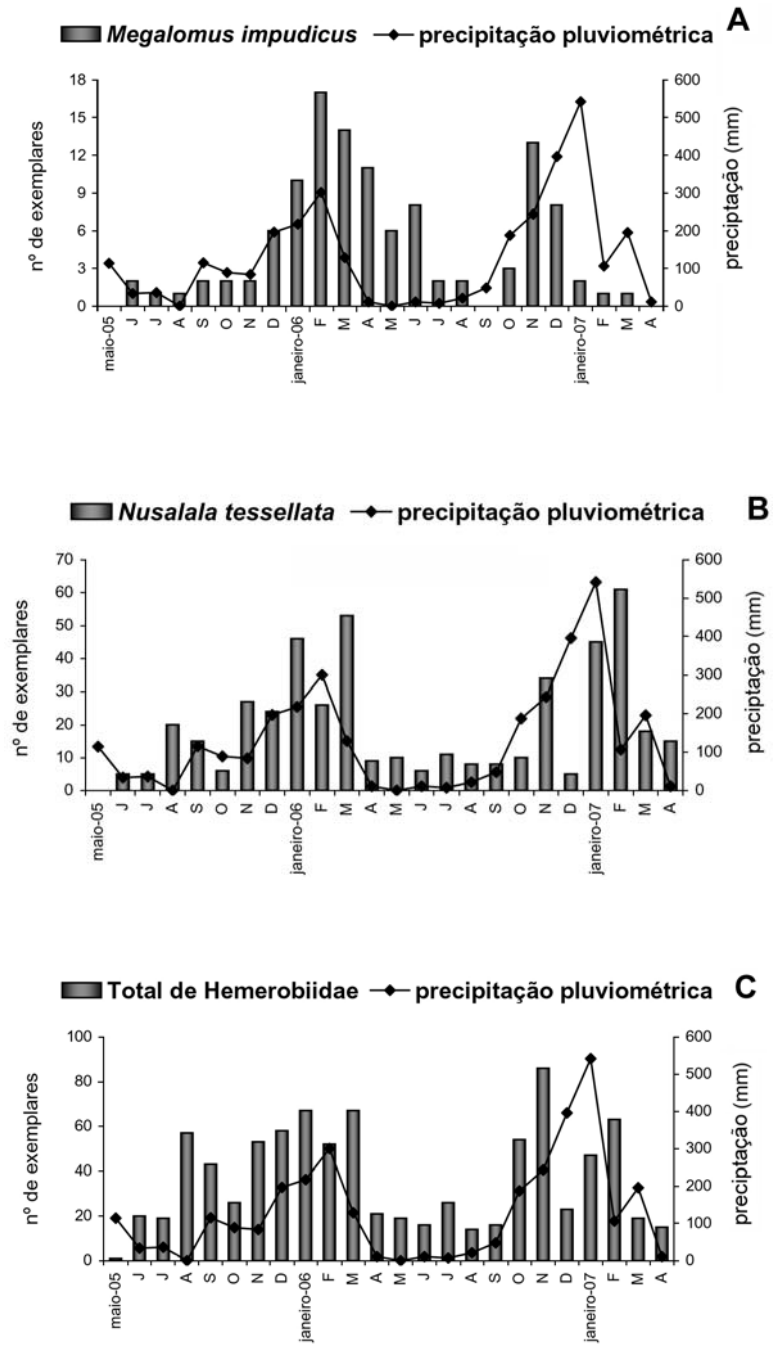 Megalomus impudicus precipitação pluviométrica A
18 600
15 500
12 400
9 300
6 200
3 100
0 0
nº de exemplares
preciptação (mm)
maio-05 J J A S O N D janeiro-06 F M A M J J A S O N D janeiro-07 F M A
Nusalala tessellata precipitação pluviométrica B
70 600
60 500
50 400
40 300
30 200
20 100
10 0
0
nº de exemplares
preciptação (mm)
maio-05 J J A S O N D janeiro-06 F M A M J J A S O N D janeiro-07 F M A
Total de Hemerobiidae precipitação pluviométrica C
100 600
80 500
60 400
40 300
20 200
0 100
0
nº de exemplares
preciptação (mm)
maio-05 J J A S O N D janeiro-06 F M A M J J A S O N D janeiro-07 F M A